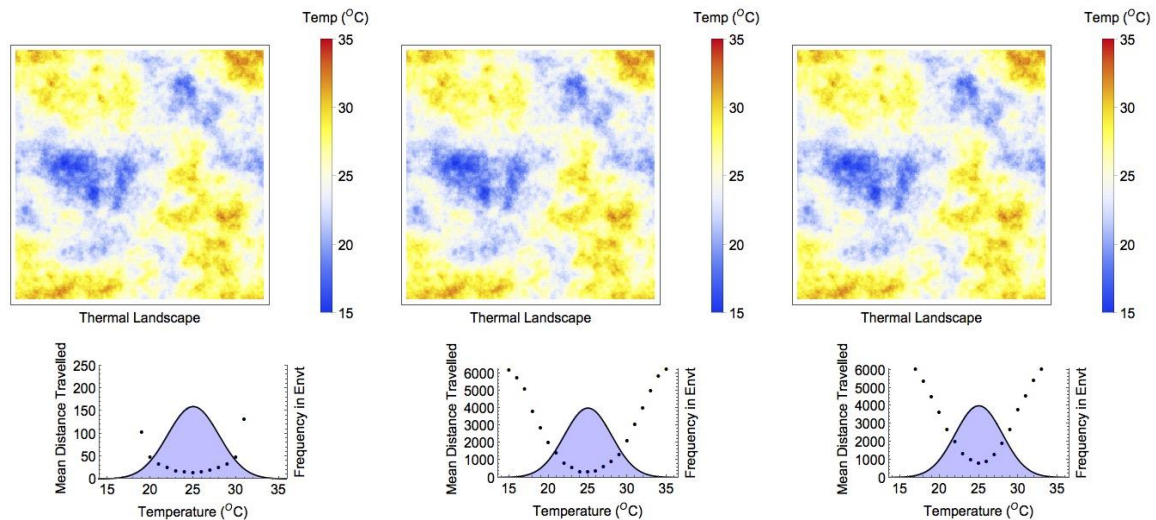 Temp (°C)
35
30
25
20
15
Thermal Landscape
Temp (°C)
35
30
25
20
15
Thermal Landscape
Temp (°C)
35
30
25
20
15
Thermal Landscape
Mean Distance Travelled
250
200
150
100
50
0
15 20 25 30 35
Temperature (°C)
Frequency in Envt
Mean Distance Travelled
6000
5000
4000
3000
2000
1000
0
15 20 25 30 35
Temperature (°C)
Frequency in Envt
Mean Distance Travelled
6000
5000
4000
3000
2000
1000
0
15 20 25 30 35
Temperature (°C)
Frequency in Envt